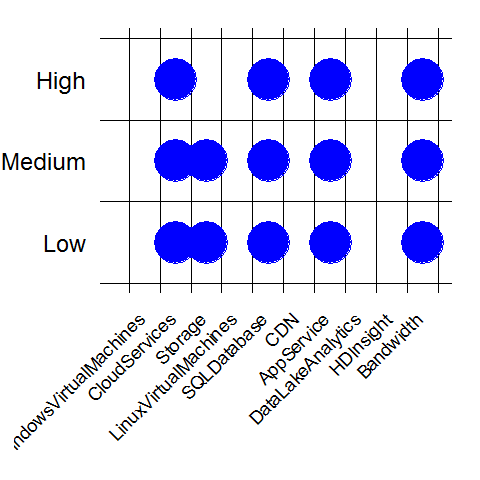 High
Medium
Low
ndowsVirtualMachines
CloudServices
Storage
LinuxVirtualMachines
SQLDatabase
CDN
AppService
DataLakeAnalytics
HDInsight
Bandwidth